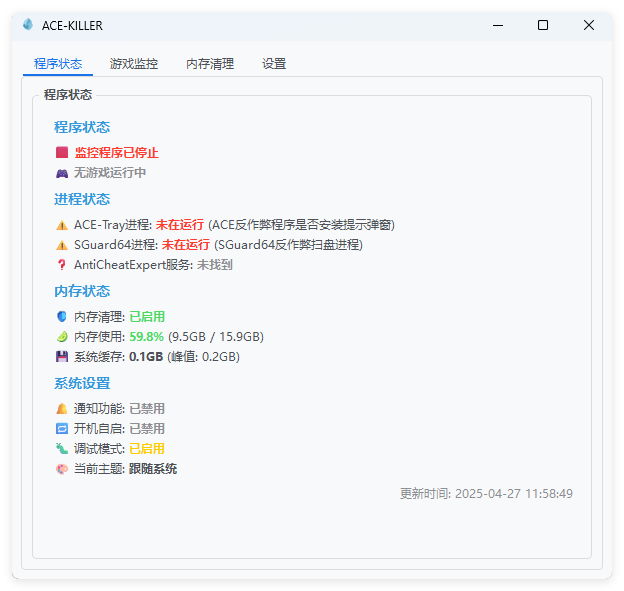 ACE-KILLER
程序状态 游戏监控 内存清理 设置
程序状态
程序状态
监控程序已停止
无游戏运行中
进程状态
ACE-Tray进程: 未在运行 (ACE反作弊程序是否安装提示弹窗)
SGuard64进程: 未在运行 (SGuard64反作弊扫盘进程)
AntiCheatExpert服务: 未找到
内存状态
内存清理: 已启用
内存使用: 59.8% (9.5GB / 15.9GB)
系统缓存: 0.1GB (峰值: 0.2GB)
系统设置
通知功能: 已禁用
开机自启: 已禁用
调试模式: 已启用
当前主题: 跟随系统
更新时间: 2025-04-27 11:58:49